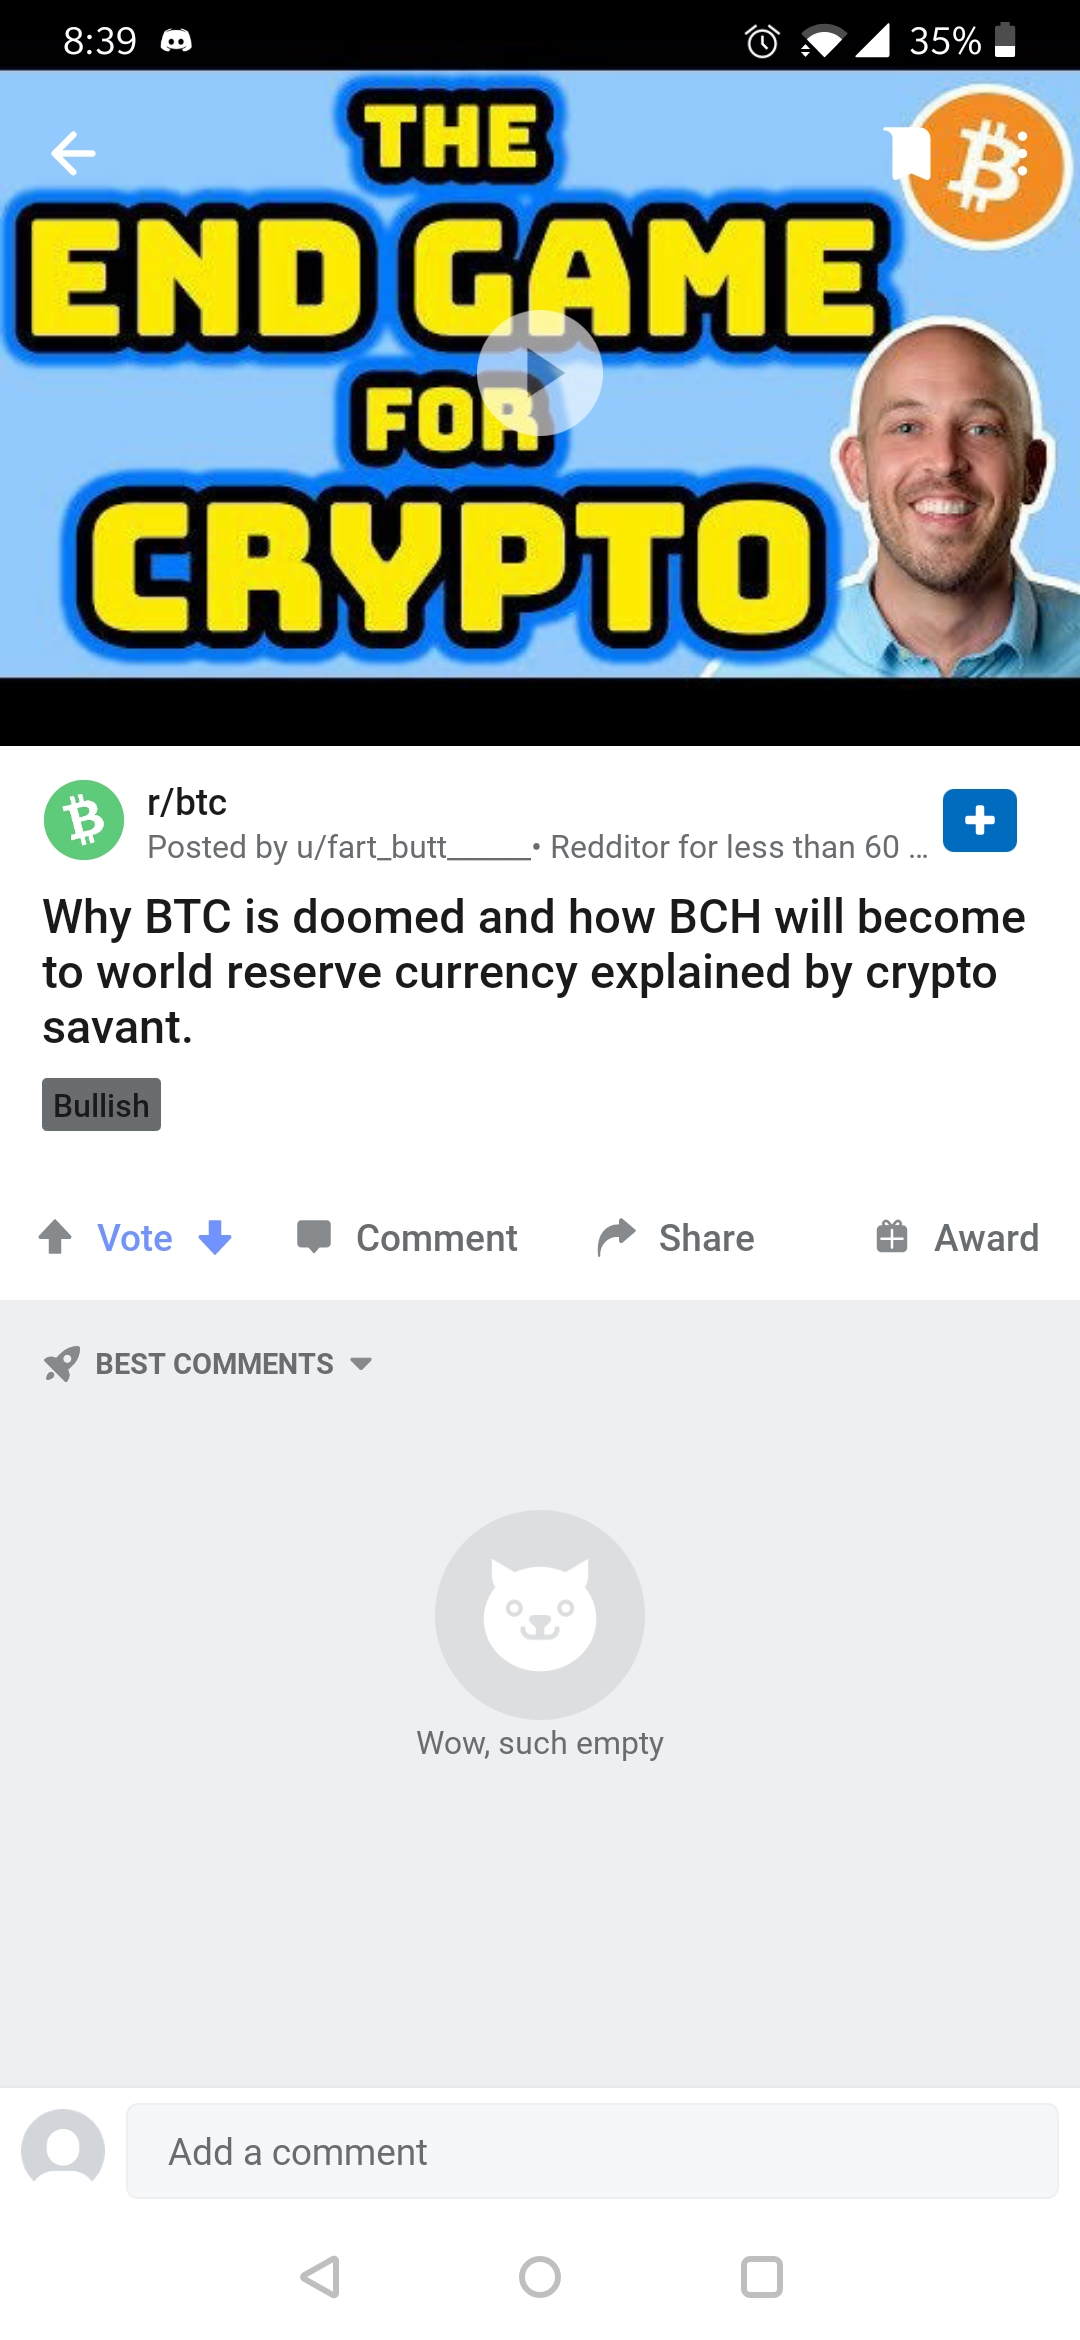 8:39
35%
THE
END GAME
FOR
CRYPTO
r/btc
Posted by u/fart_butt______• Redditor for less than 60 ...
Why BTC is doomed and how BCH will become
to world reserve currency explained by crypto
savant.
Bullish
Vote Comment Share Award
BEST COMMENTS
Wow, such empty
Add a comment